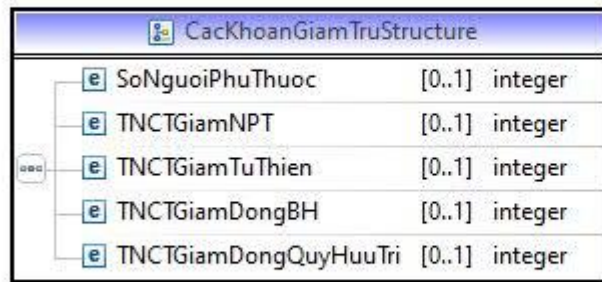 CacKhoanGiamTruStructure
e SoNguoiPhuThuoc [0..1] integer
e TNCTGiamNPT [0..1] integer
e TNCTGiamTuThien [0..1] integer
e TNCTGiamDongBH [0..1] integer
e TNCTGiamDongQuyHuuTri [0..1] integer